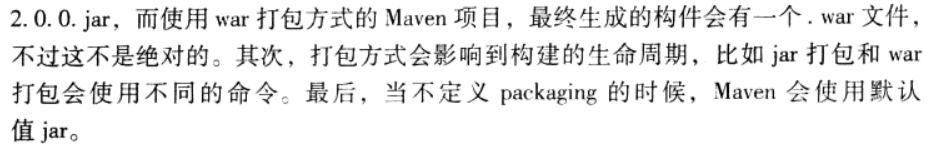 2.0.0.jar，而使用 war 打包方式的 Maven 项目，最终生成的构件会有一个.war 文件，
不过这不是绝对的。其次，打包方式会影响到构建的生命周期，比如 jar 打包和 war
打包会使用不同的命令。最后，当不定义 packaging 的时候，Maven 会使用默认
值 jar。